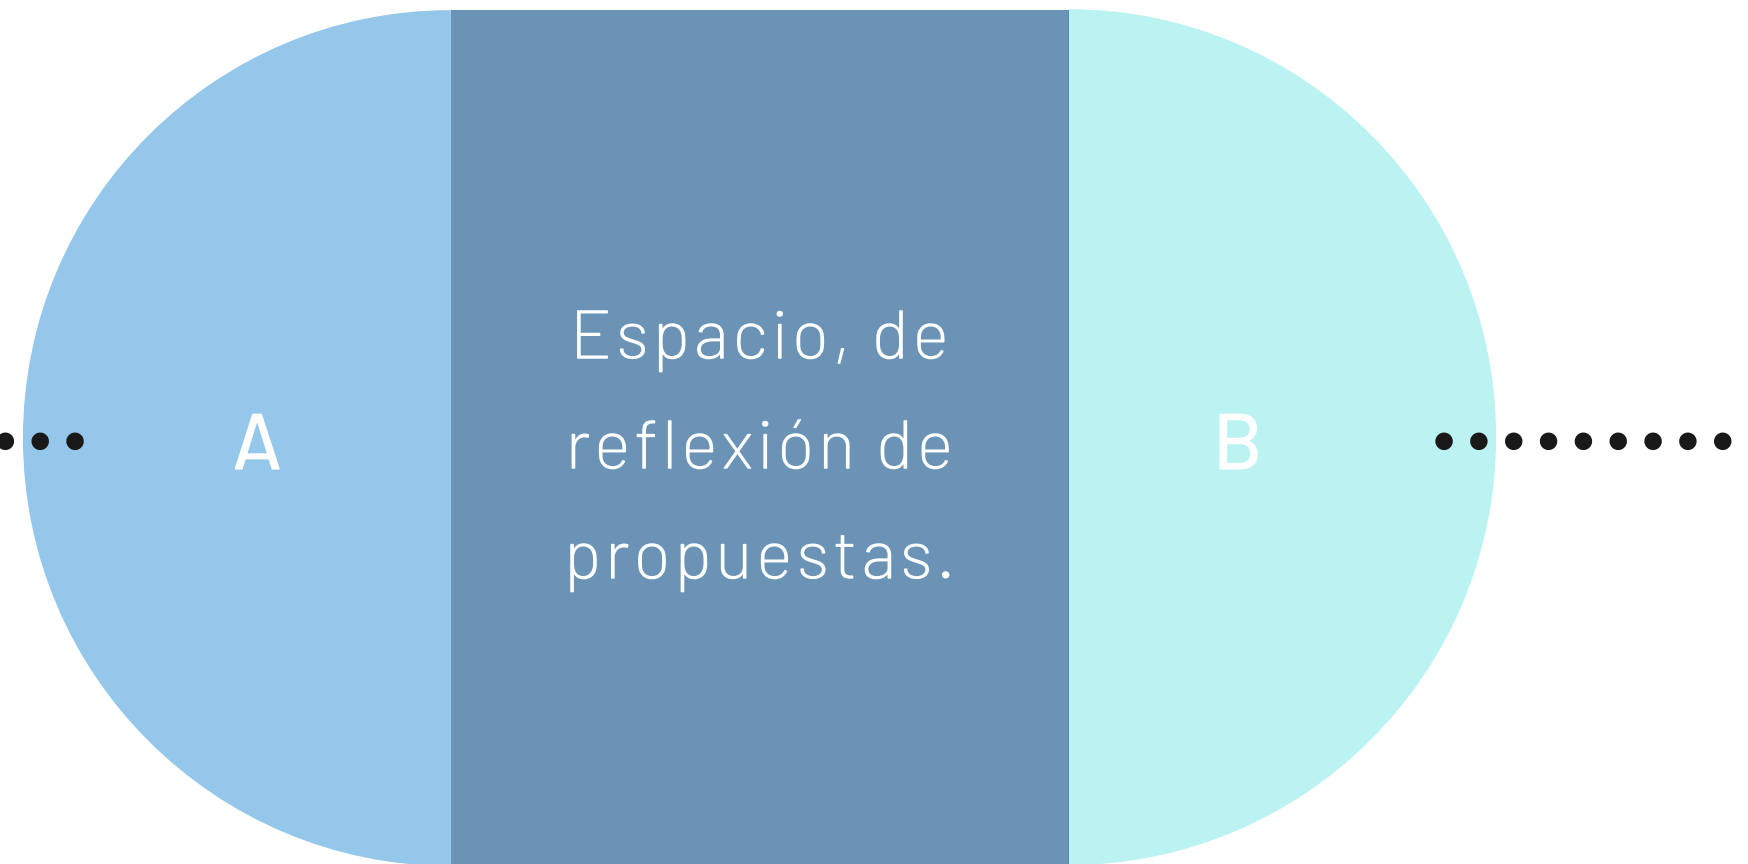 A
Espacio, de
reflexión de
propuestas.
B